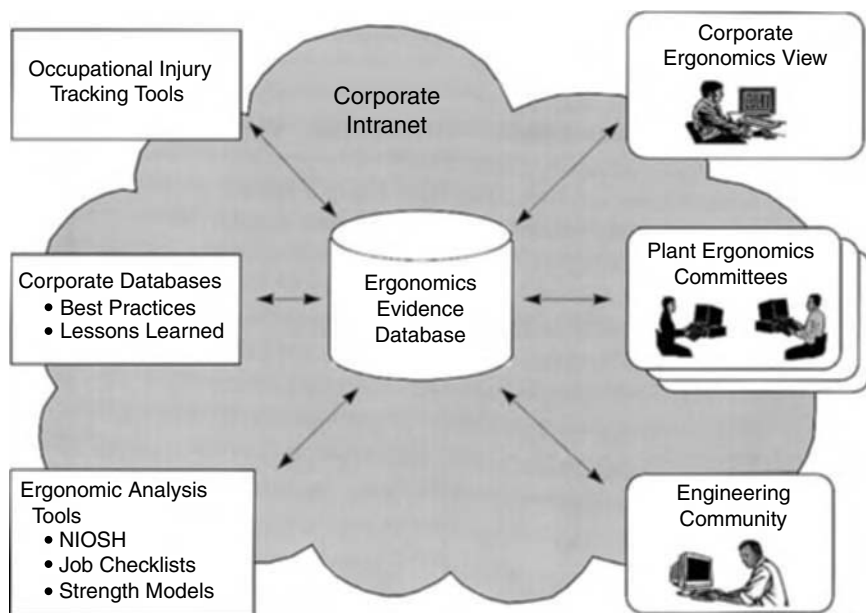 Occupational Injury
Tracking Tools
Corporate
Intranet
Corporate
Ergonomics View
Corporate Databases
• Best Practices
• Lessons Learned
Ergonomics
Evidence
Database
Plant Ergonomics
Committees
Ergonomic Analysis
Tools
• NIOSH
• Job Checklists
• Strength Models
Engineering
Community